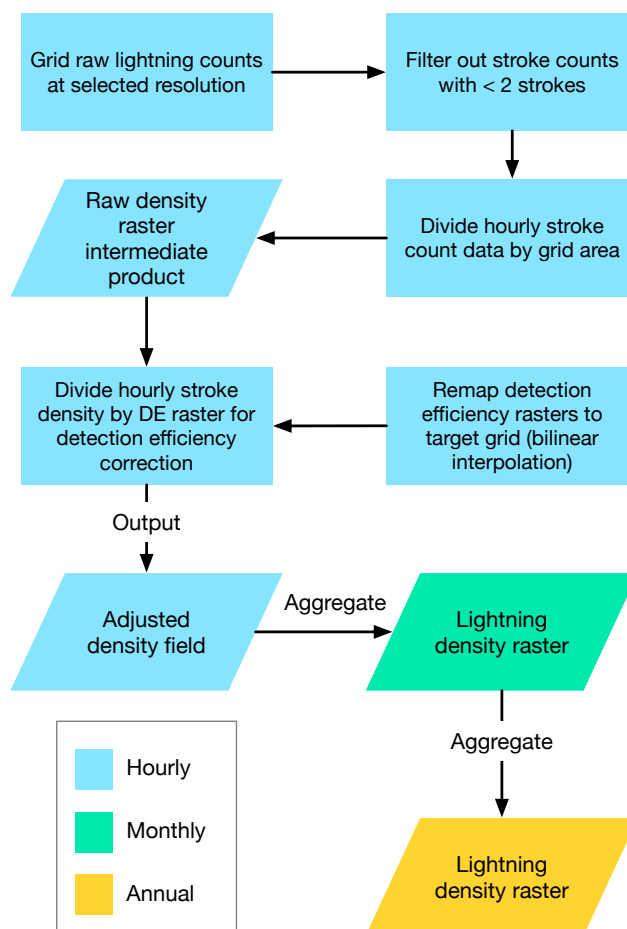 Grid raw lightning counts
at selected resolution
Filter out stroke counts
with < 2 strokes
Raw density
raster
intermediate
product
Divide hourly stroke
count data by grid area
Divide hourly stroke
density by DE raster for
detection efficiency
correction
Remap detection
efficiency rasters to
target grid (bilinear
interpolation)
Output
Adjusted
density field
Aggregate
Lightning
density raster
Aggregate
Hourly
Monthly
Annual
Lightning
density raster